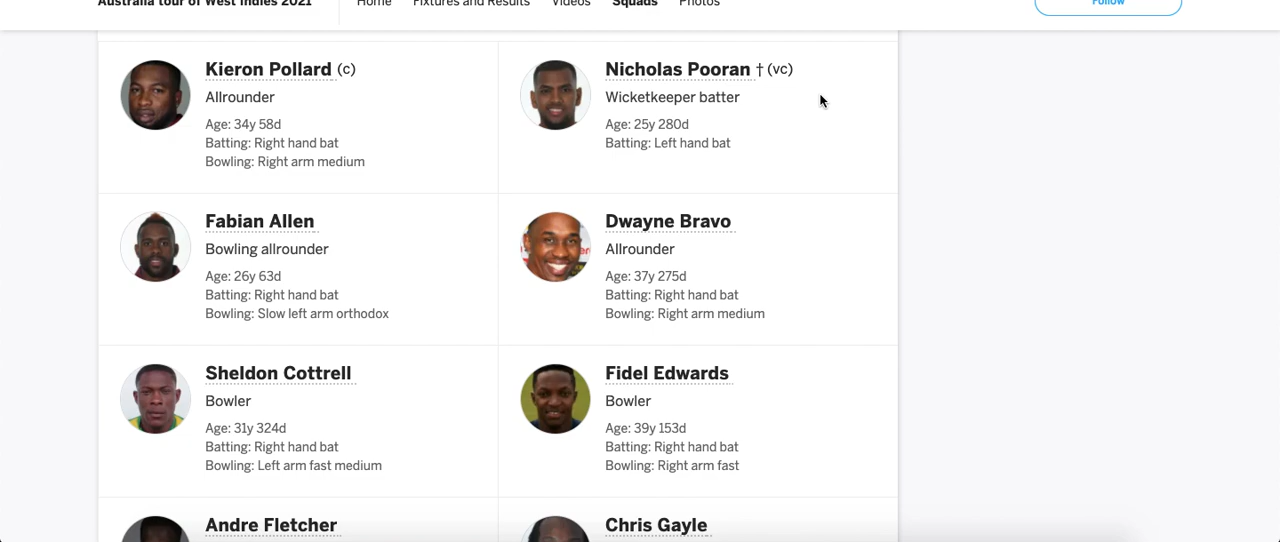 Australia tour of West Indies 2021 Home Fixtures and Results Videos Squads Photos Follow
Kieron Pollard (c)
Allrounder
Age: 34y 58d
Batting: Right hand bat
Bowling: Right arm medium
Nicholas Pooran † (vc)
Wicketkeeper batter
Age: 25y 280d
Batting: Left hand bat
Fabian Allen
Bowling allrounder
Age: 26y 63d
Batting: Right hand bat
Bowling: Slow left arm orthodox
Dwayne Bravo
Allrounder
Age: 37y 275d
Batting: Right hand bat
Bowling: Right arm medium
Sheldon Cottrell
Bowler
Age: 31y 324d
Batting: Right hand bat
Bowling: Left arm fast medium
Fidel Edwards
Bowler
Age: 39y 153d
Batting: Right hand bat
Bowling: Right arm fast
Andre Fletcher
Chris Gayle